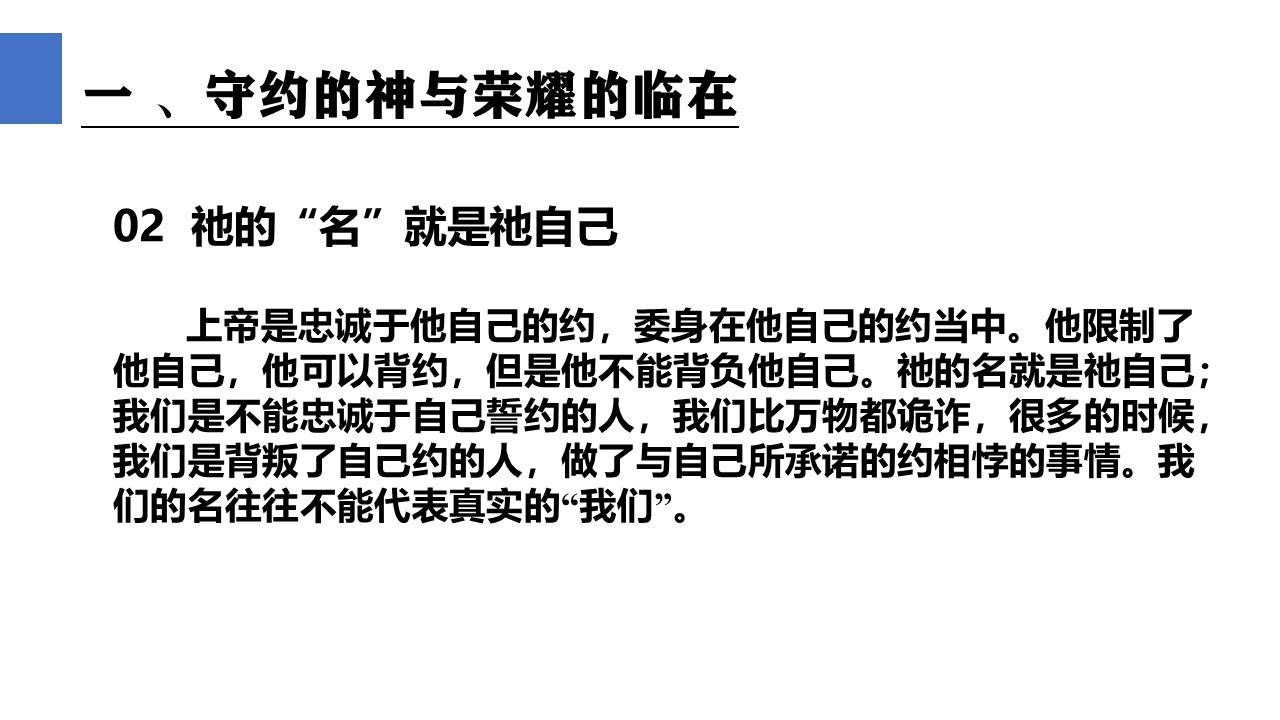 一 、守约的神与荣耀的临在
02 祂的“名”就是祂自己
上帝是忠诚于他自己的约，委身在他自己的约当中。他限制了
他自己，他可以背约，但是他不能背负他自己。祂的名就是祂自己；
我们是不能忠诚于自己誓约的人，我们比万物都诡诈，很多的时候，
我们是背叛了自己约的人，做了与自己所承诺的约相悖的事情。我
们的名往往不能代表真实的“我们”。